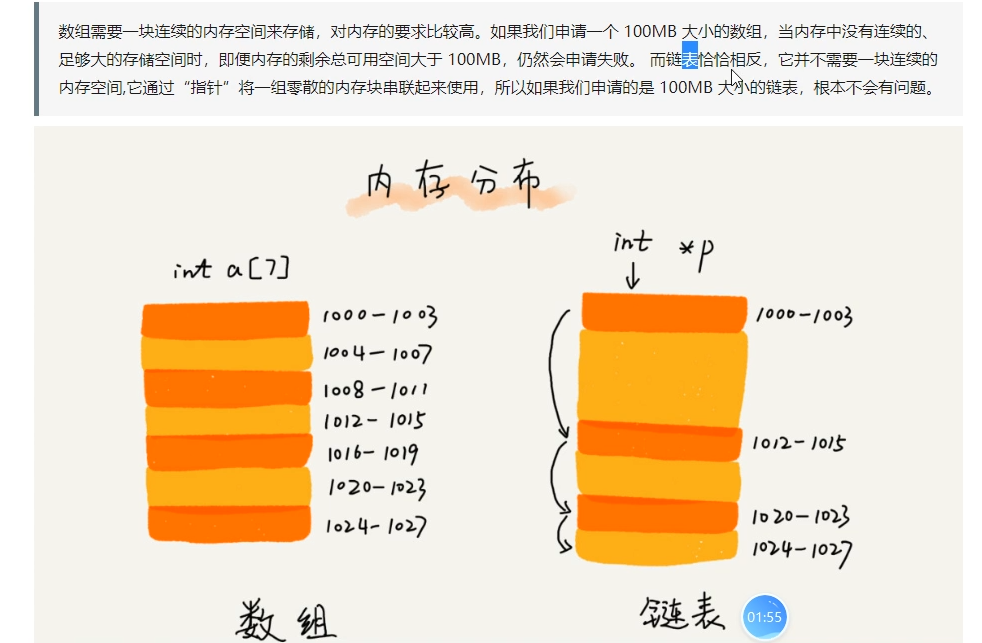 数组需要一块连续的内存空间来存储，对内存的要求比较高。如果我们申请一个 100MB 大小的数组，当内存中没有连续的、
足够大的存储空间时，即便内存的剩余总可用空间大于 100MB，仍然会申请失败。 而链表恰恰相反，它并不需要一块连续的
内存空间,它通过“指针”将一组零散的内存块串联起来使用，所以如果我们申请的是 100MB 大小的链表，根本不会有问题。
内存分布
int a[7]
1000-1003
1004-1007
1008-1011
1012-1015
1016-1019
1020-1023
1024-1027
数组
int *p
1000-1003
1012-1015
1020-1023
1024-1027
链表
01:55